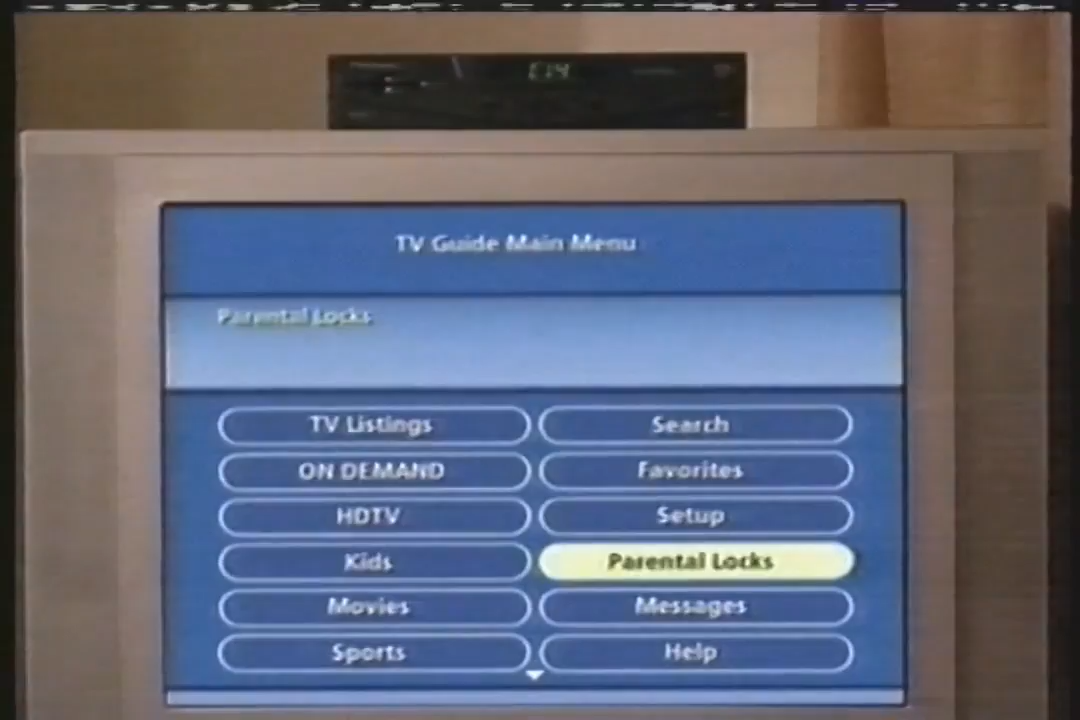 TV Guide Main Menu
Parental Locks
TV Listings
Search
ON DEMAND
Favorites
HDTV
Setup
Kids
Parental Locks
Movies
Messages
Sports
Help